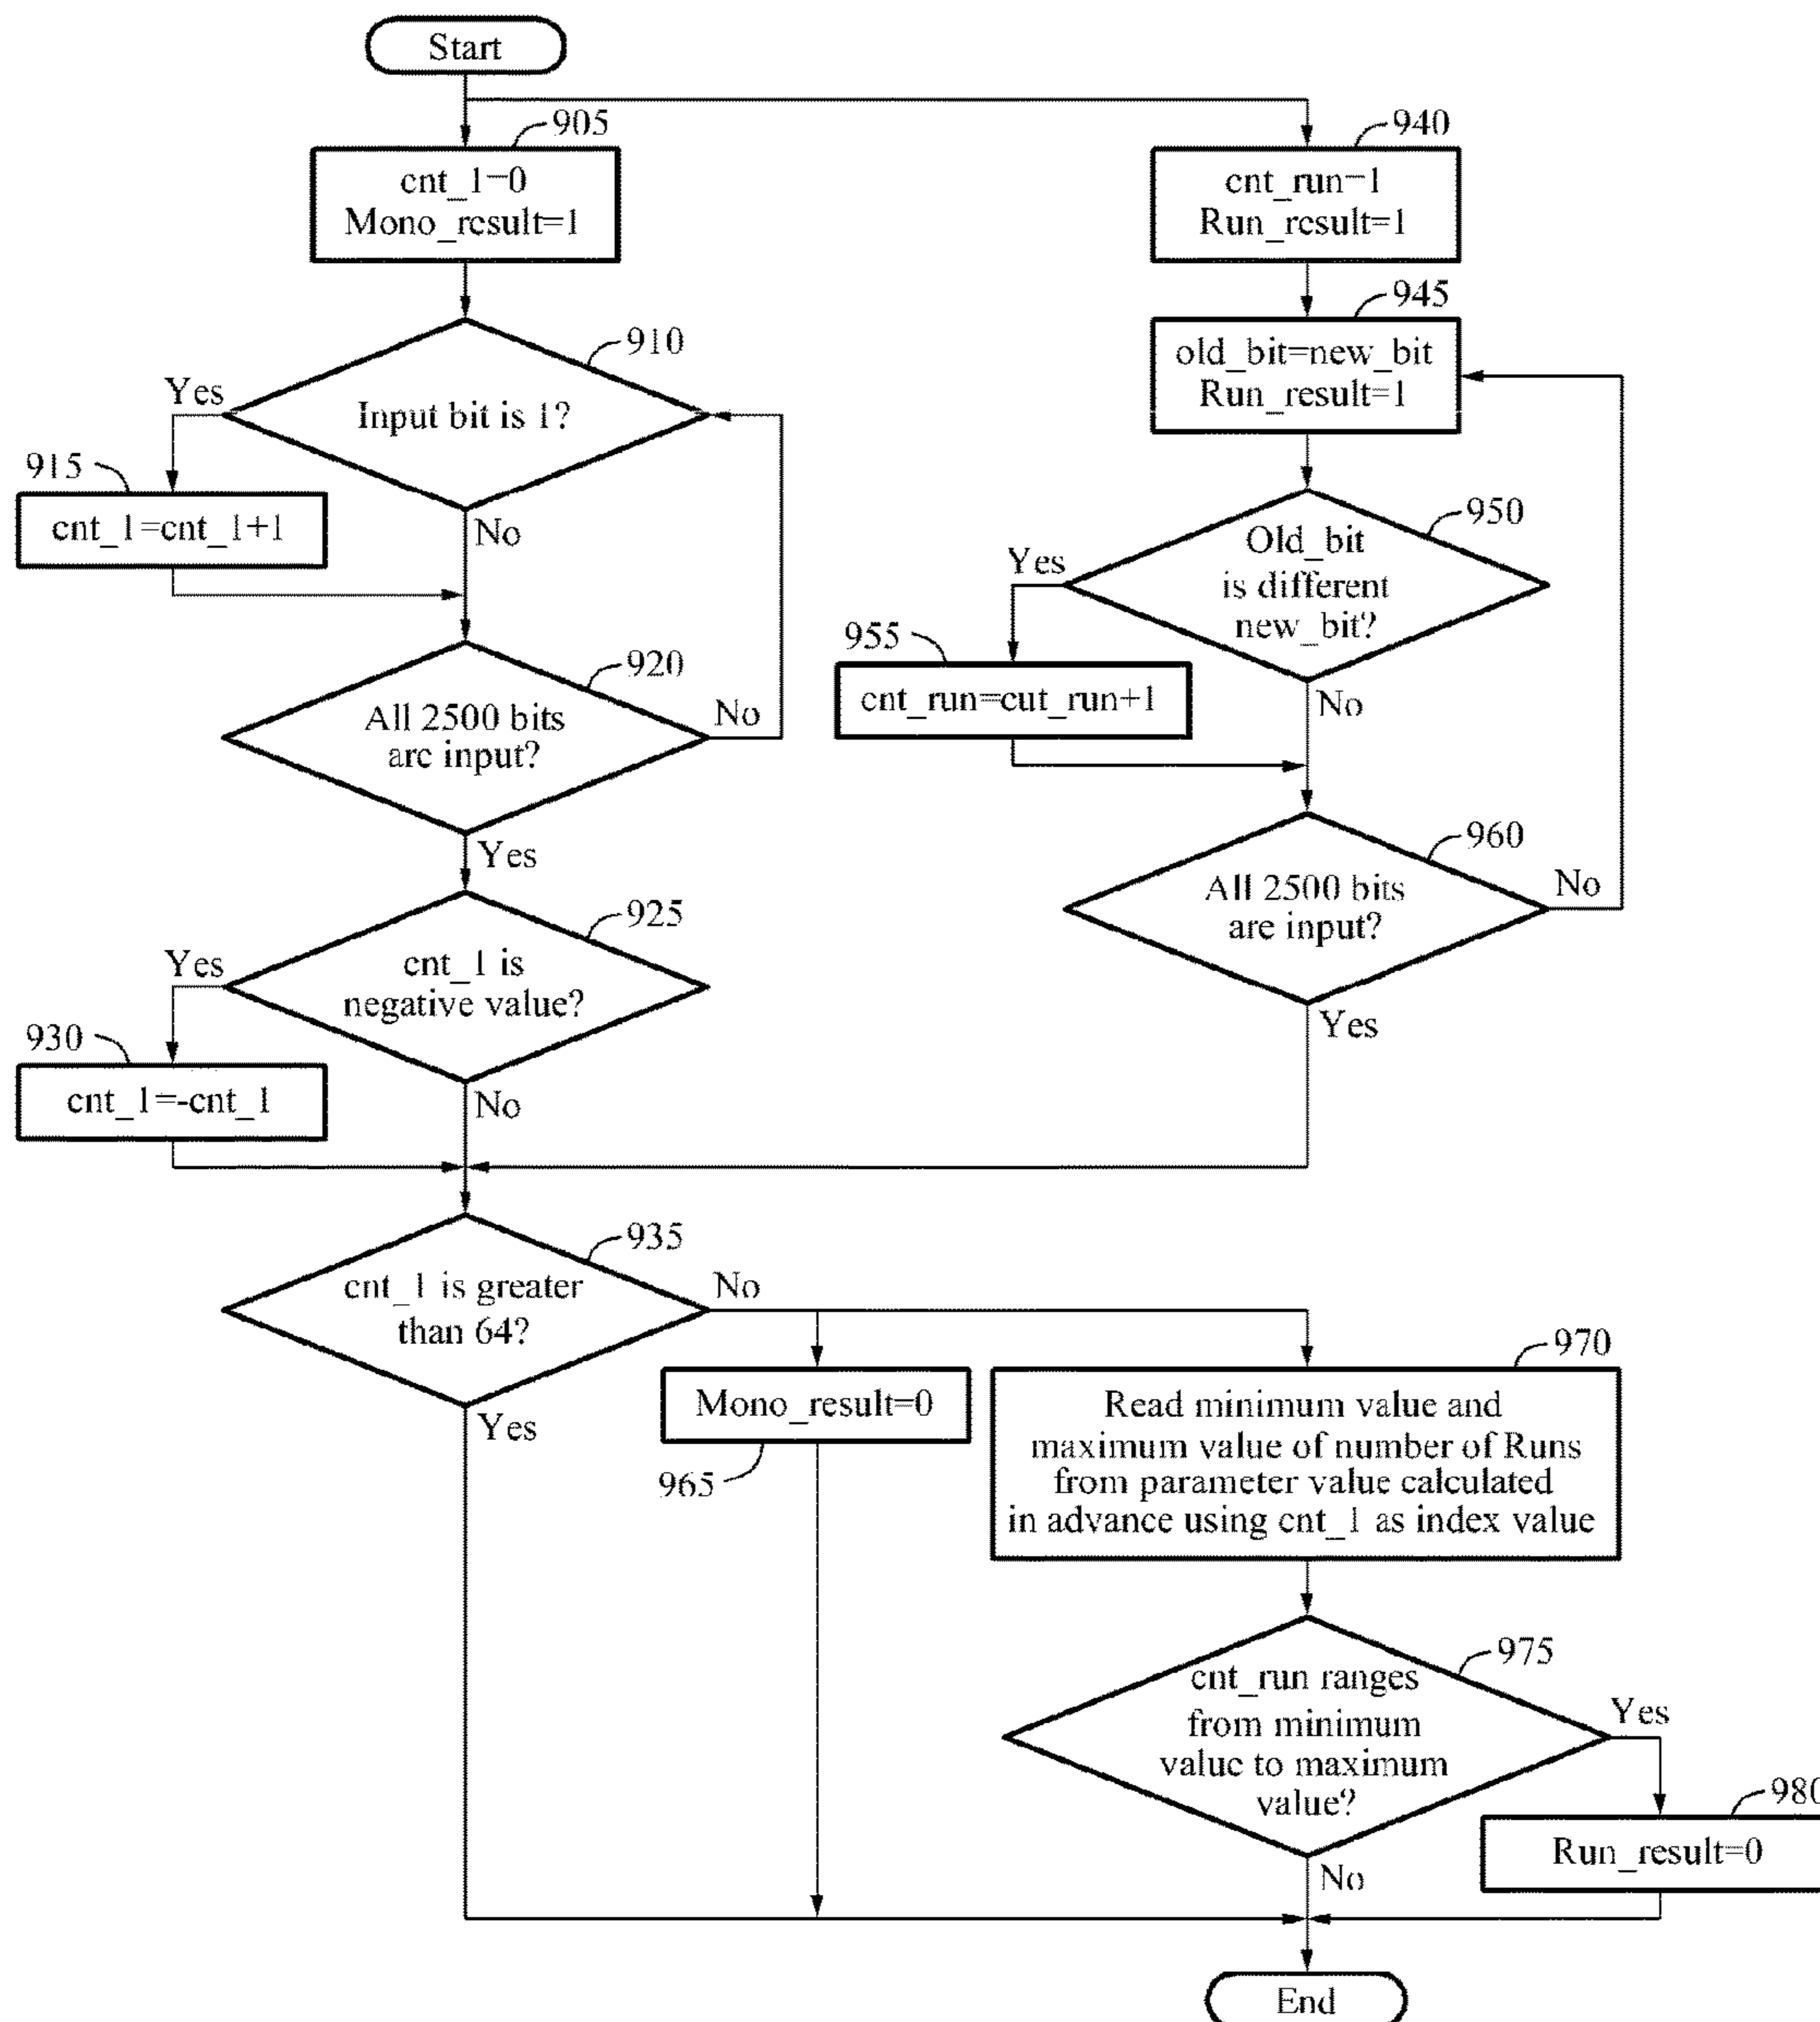 Start
905
cnt_1=0
Mono_result=1
910
Input bit is 1?
Yes
No
915
cnt_1=cnt_1+1
920
All 2500 bits
are input?
No
Yes
925
cnt_1 is
negative value?
Yes
No
930
cnt_1=-cnt_1
940
cnt_run=1
Run_result=1
945
old_bit=new_bit
Run_result=1
950
Old_bit
is different
new_bit?
Yes
No
955
cnt_run=cut_run+1
960
All 2500 bits
are input?
No
Yes
935
cnt_1 is greater
than 64?
No
Yes
Mono_result=0
965
970
Read minimum value and
maximum value of number of Runs
from parameter value calculated
in advance using cnt_1 as index value
975
cnt_run ranges
from minimum
value to maximum
value?
Yes
No
980
Run_result=0
End